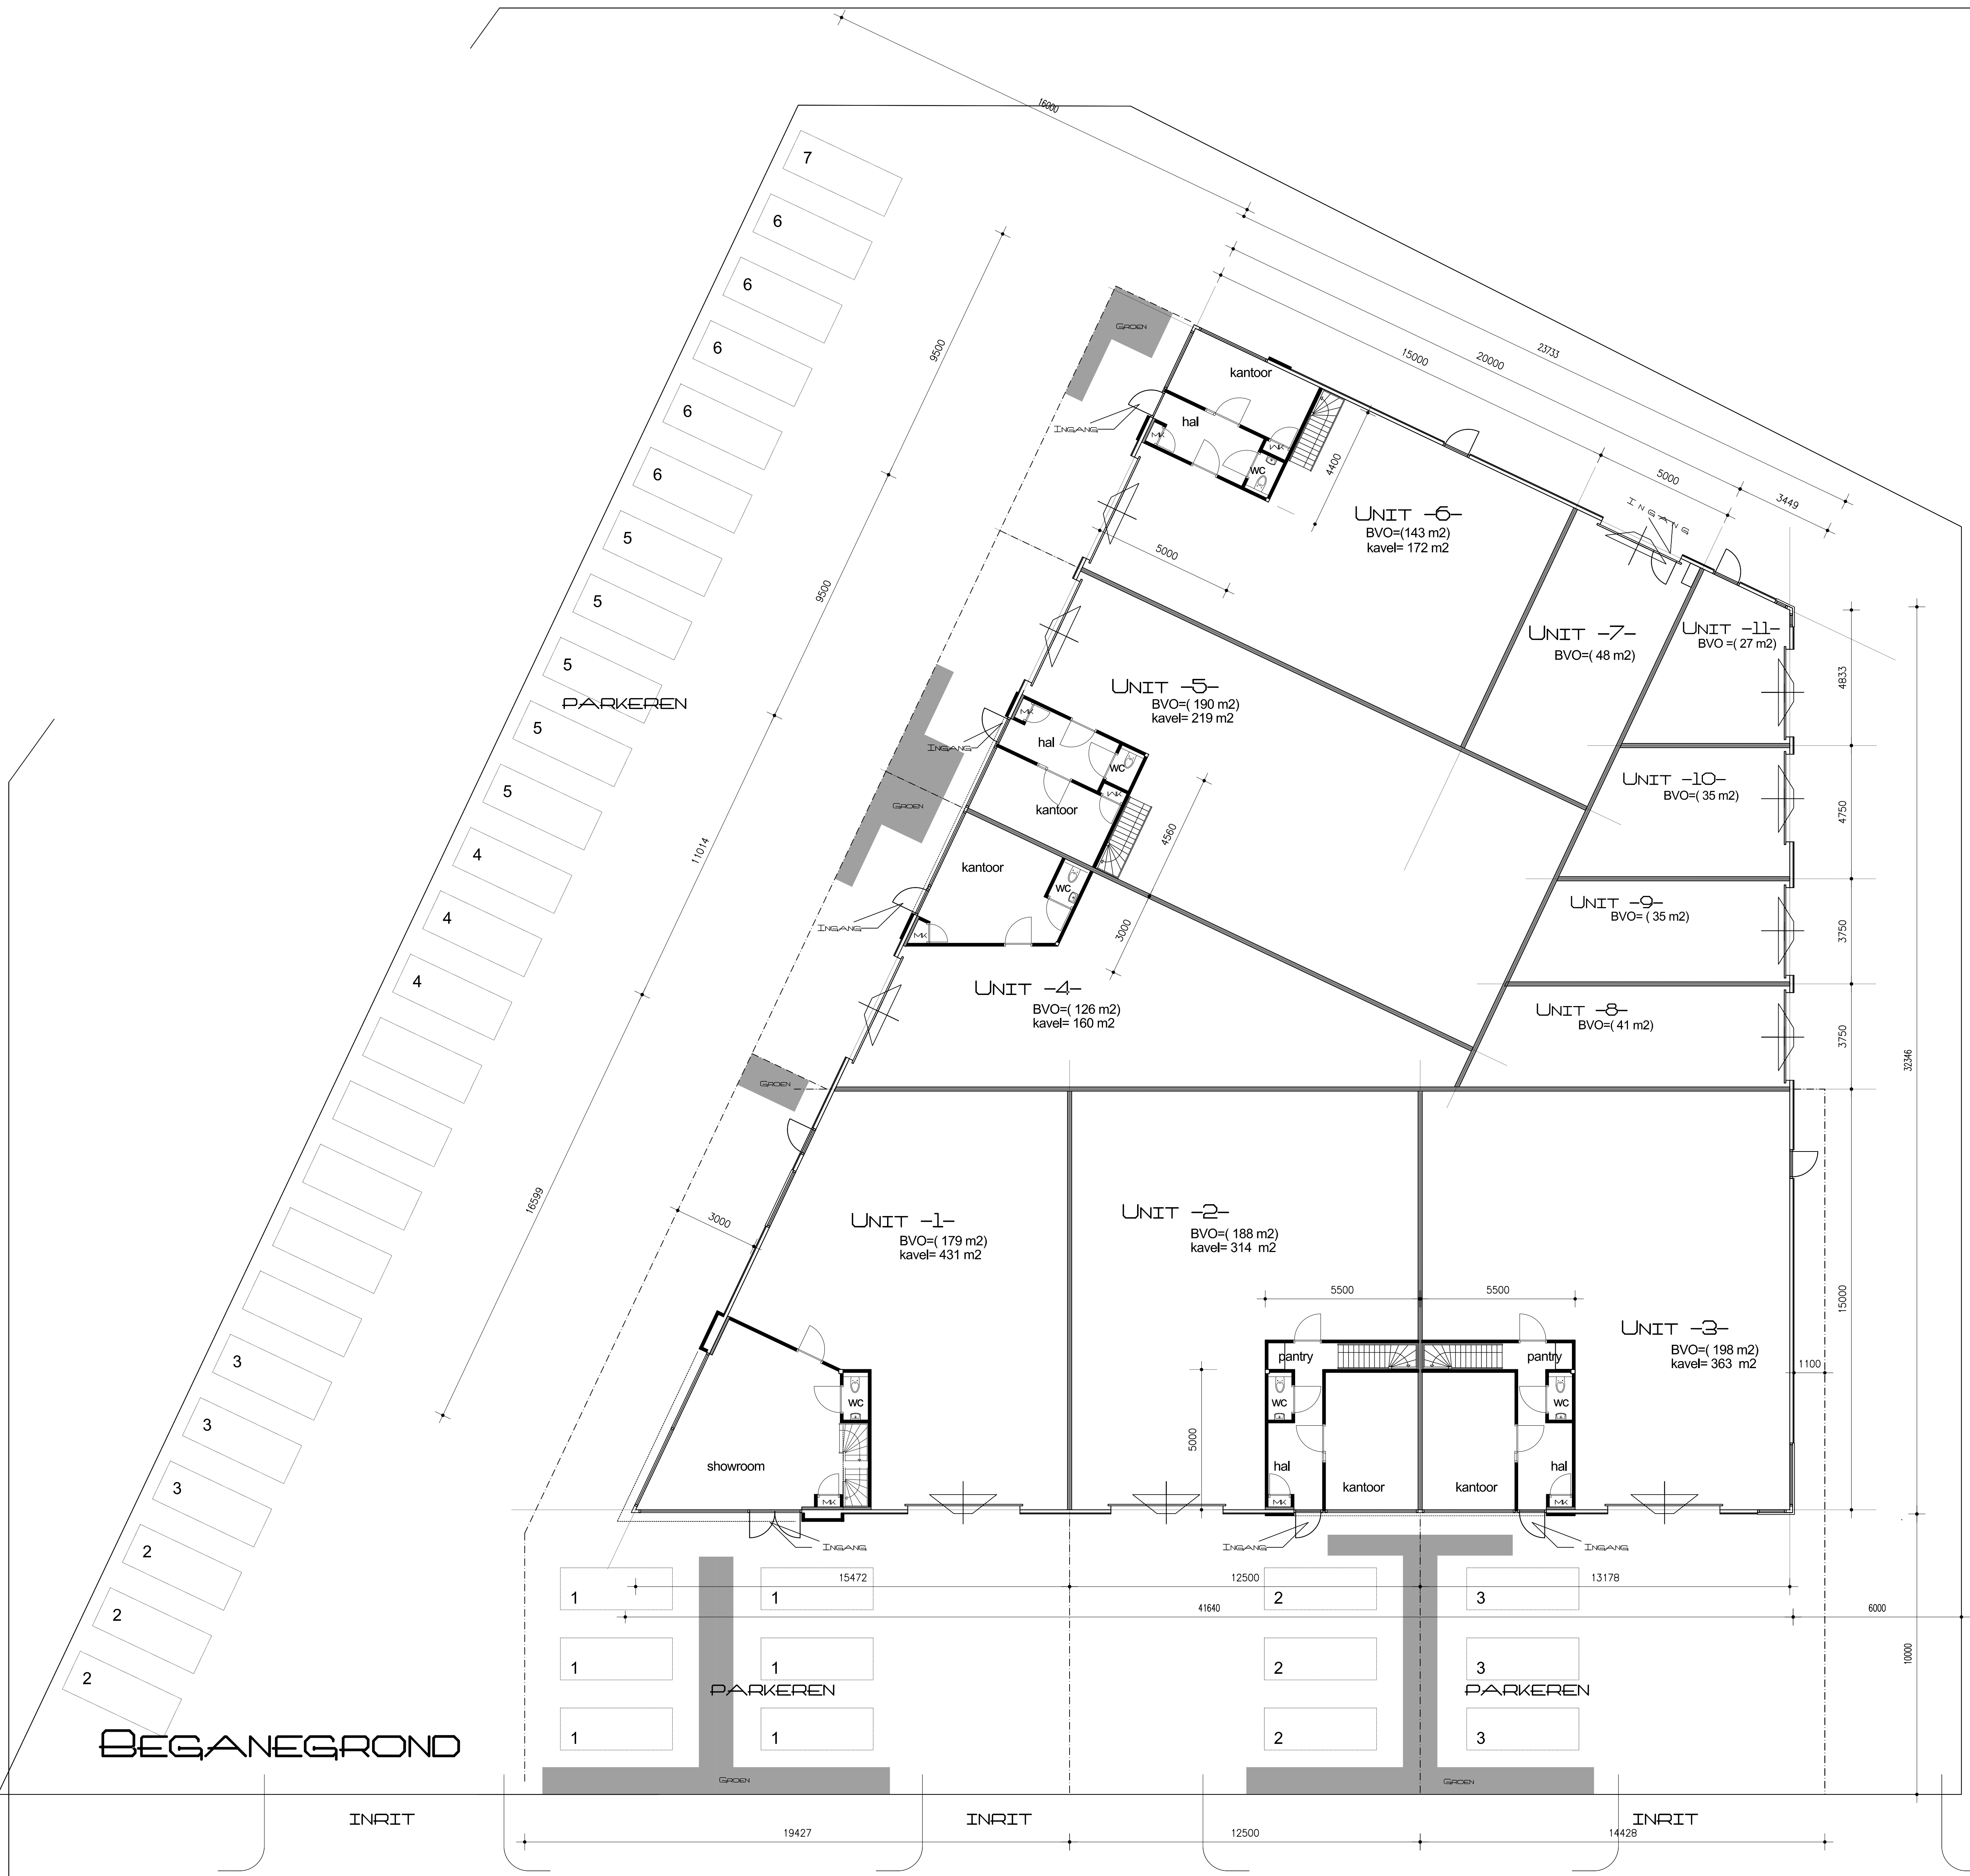 16000
7
6
6
6
6
6
5
5
5
5
5
4
4
4
3
3
3
2
2
2
PARKEREN
9500
9500
11014
16599
23733
20000
15000
5000
3449
GROEN
kantoor
hal
INGANG
MK
WK
WC
4400
5000
UNIT -6-
BVO=(143 m2)
kavel= 172 m2
INGANG
UNIT -7-
BVO=( 48 m2)
UNIT -11-
BVO =( 27 m2)
4833
UNIT -5-
BVO=( 190 m2)
kavel= 219 m2
MK
hal
INGANG
WC
WK
kantoor
GROEN
4560
UNIT -10-
BVO=( 35 m2)
4750
kantoor
WC
INGANG
MK
3000
UNIT -9-
BVO=( 35 m2)
3750
UNIT -4-
BVO=( 126 m2)
kavel= 160 m2
UNIT -8-
BVO=( 41 m2)
3750
32346
GROEN
3000
UNIT -1-
BVO=( 179 m2)
kavel= 431 m2
UNIT -2-
BVO=( 188 m2)
kavel= 314 m2
5500
5500
15000
UNIT -3-
BVO=( 198 m2)
kavel= 363 m2
1100
pantry
pantry
WC
WC
WC
5000
showroom
hal
hal
kantoor
kantoor
MK
MK
MK
INGANG
INGANG
INGANG
15472
12500
13178
1
1
2
3
41640
6000
10000
1
1
2
3
PARKEREN
PARKEREN
1
1
2
3
BEGANEGROND
GROEN
GROEN
INRIT
INRIT
INRIT
19427
12500
14428